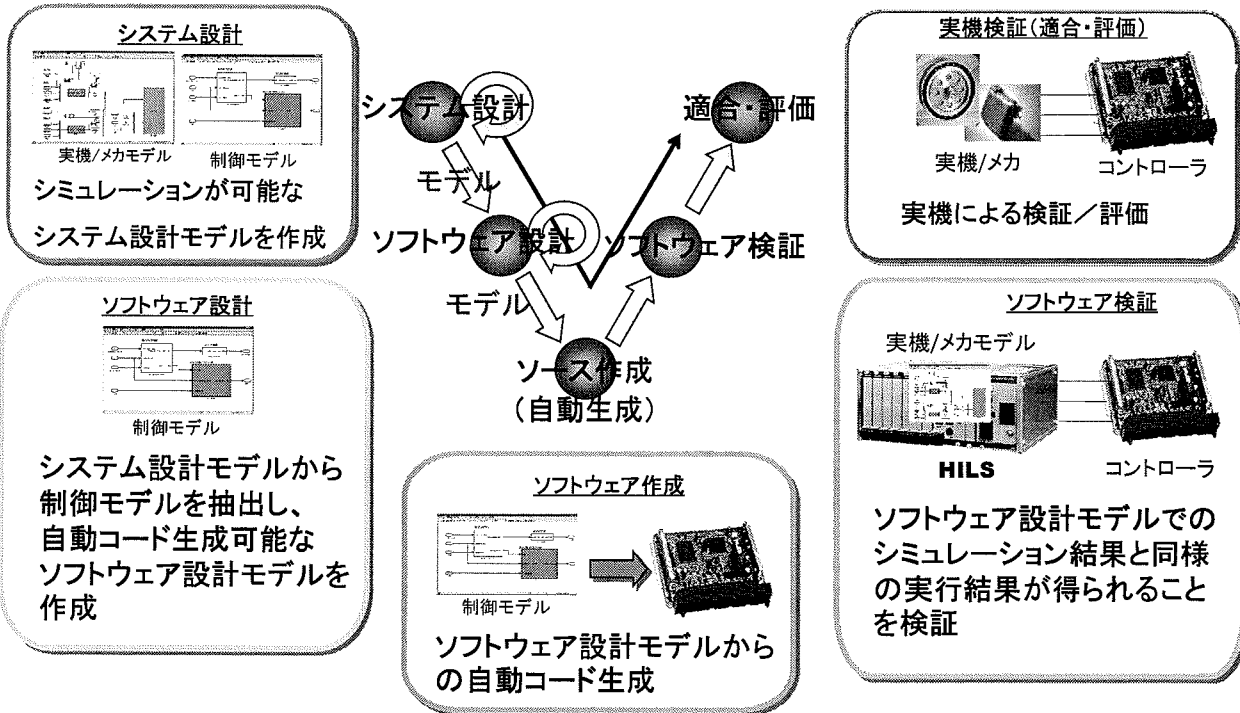 システム設計
実機/メカモデル
制御モデル
シミュレーションが可能な
システム設計モデルを作成
ソフトウェア設計
制御モデル
システム設計モデルから
制御モデルを抽出し、
自動コード生成可能な
ソフトウェア設計モデルを
作成
システム設計
モデル
ソフトウェア設計
モデル
ソース作成
（自動生成）
ソフトウェア検証
適合・評価
ソフトウェア作成
制御モデル
ソフトウェア設計モデルから
の自動コード生成
実機検証（適合・評価）
実機/メカ
コントローラ
実機による検証／評価
ソフトウェア検証
実機/メカモデル
HILS
コントローラ
ソフトウェア設計モデルでの
シミュレーション結果と同様
の実行結果が得られること
を検証